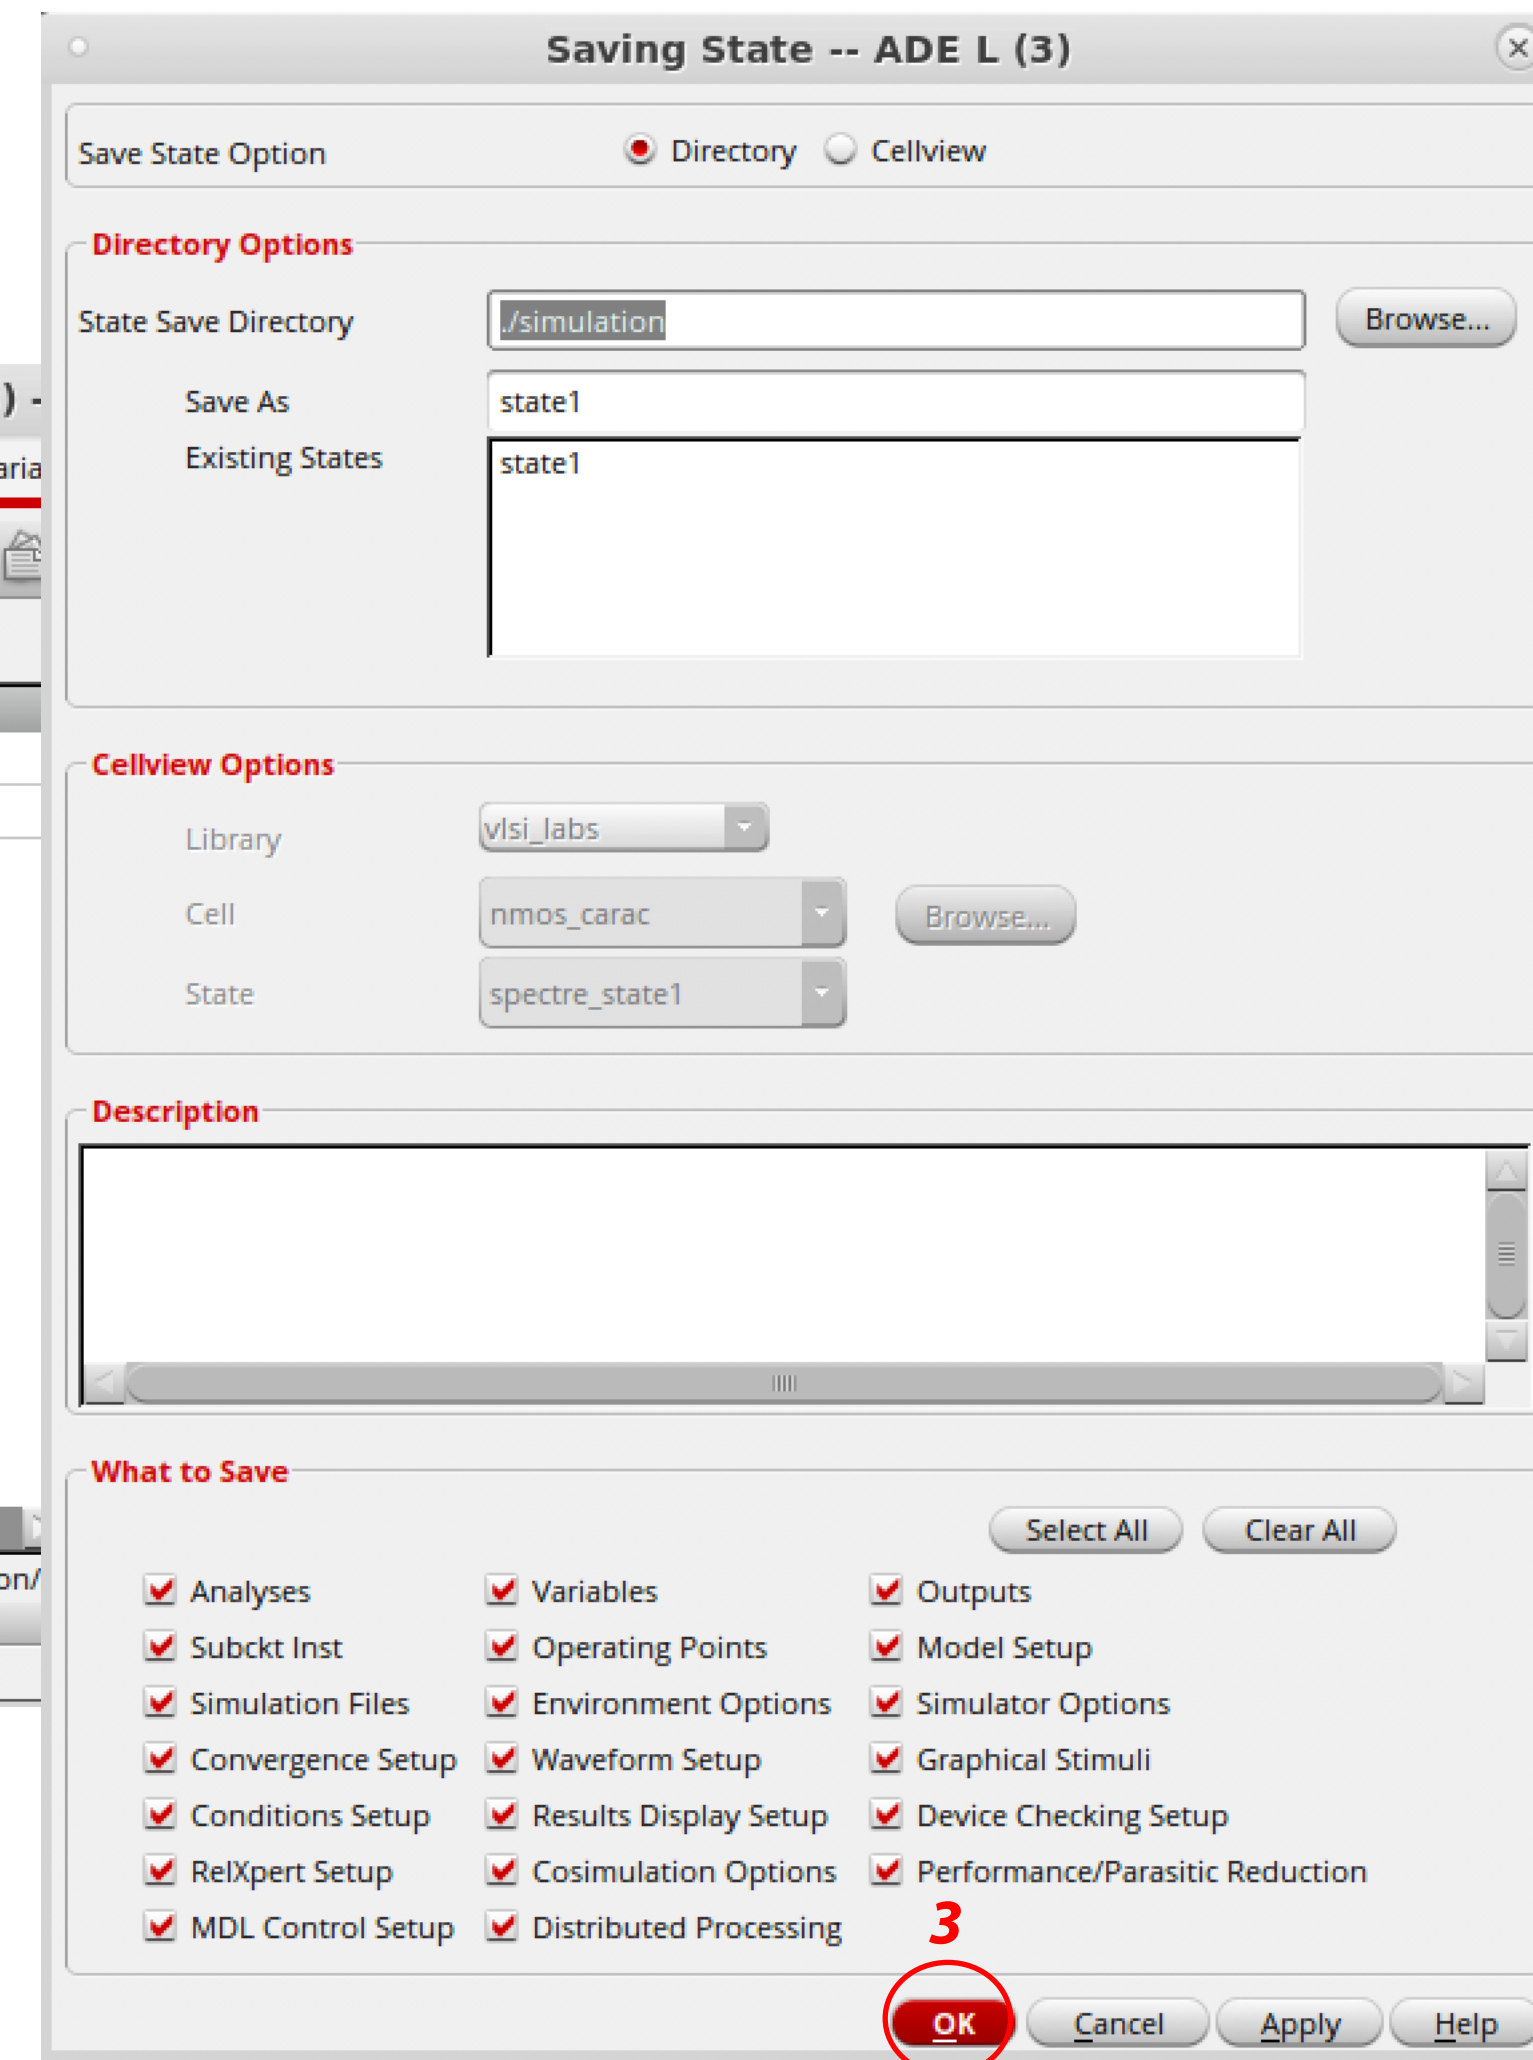 Saving State -- ADE L (3)
Save State Option Directory Cellview
Directory Options
State Save Directory ./simulation Browse...
) -
Save As state1
Existing States state1
aria
Cellview Options
Library vlsi_labs
Cell nmos_carac Browse...
State spectre_state1
Description
What to Save
Select All Clear All
on/
Analyses Variables Outputs
Subckt Inst Operating Points Model Setup
Simulation Files Environment Options Simulator Options
Convergence Setup Waveform Setup Graphical Stimuli
Conditions Setup Results Display Setup Device Checking Setup
RelXpert Setup Cosimulation Options Performance/Parasitic Reduction
MDL Control Setup Distributed Processing
3
OK Cancel Apply Help